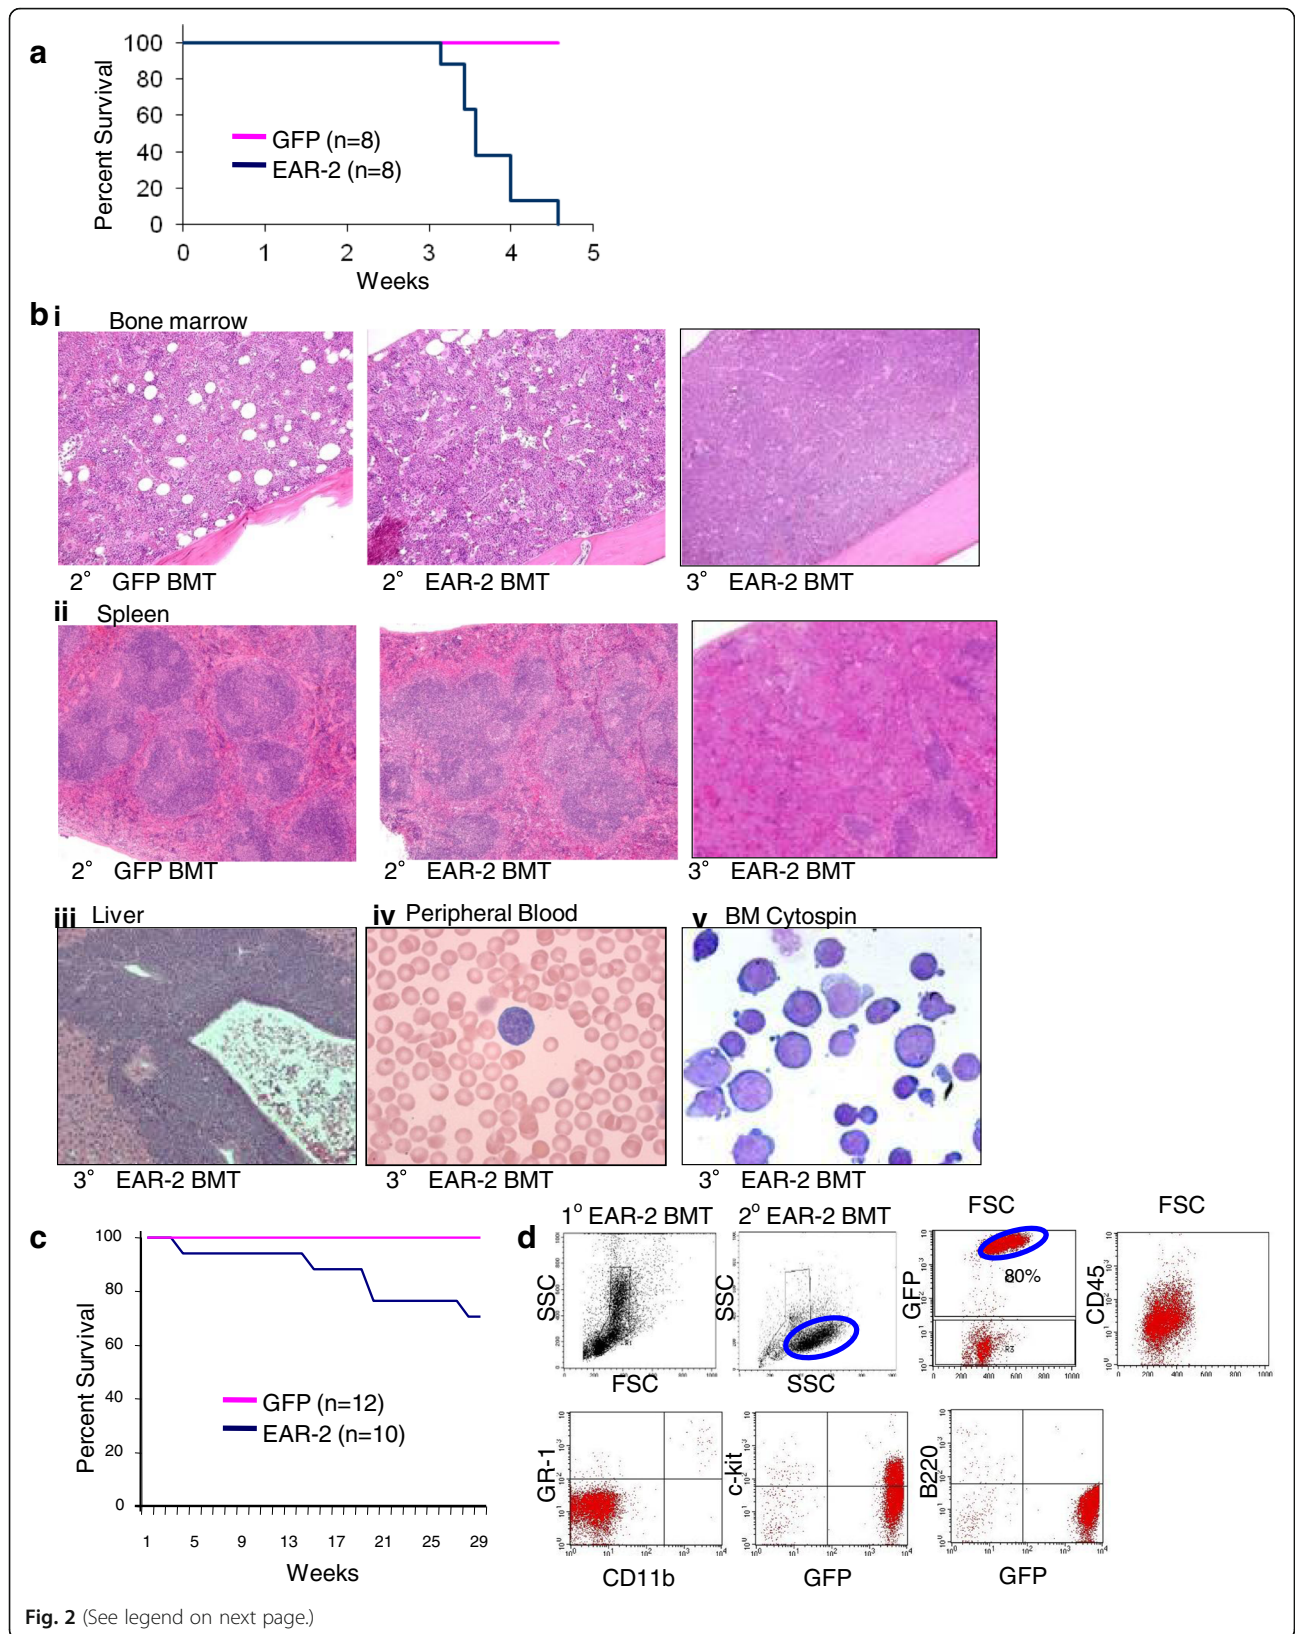 a
Percent Survival
100
80
60
40
20
0
GFP (n=8)
EAR-2 (n=8)
0 1 2 3 4 5
Weeks
b i Bone marrow
2° GFP BMT
2° EAR-2 BMT
3° EAR-2 BMT
ii Spleen
2° GFP BMT
2° EAR-2 BMT
3° EAR-2 BMT
iii Liver
iv Peripheral Blood
v BM Cytospin
3° EAR-2 BMT
3° EAR-2 BMT
3° EAR-2 BMT
c
Percent Survival
100
80
60
40
20
0
GFP (n=12)
EAR-2 (n=10)
1 5 9 13 17 21 25 29
Weeks
d
1° EAR-2 BMT
2° EAR-2 BMT
FSC
FSC
SSC
SSC
GFP
80%
R3
CD45
FSC
SSC
200 400 600 800 1000
GR-1
c-kit
B220
CD11b
GFP
GFP
Fig. 2 (See legend on next page.)